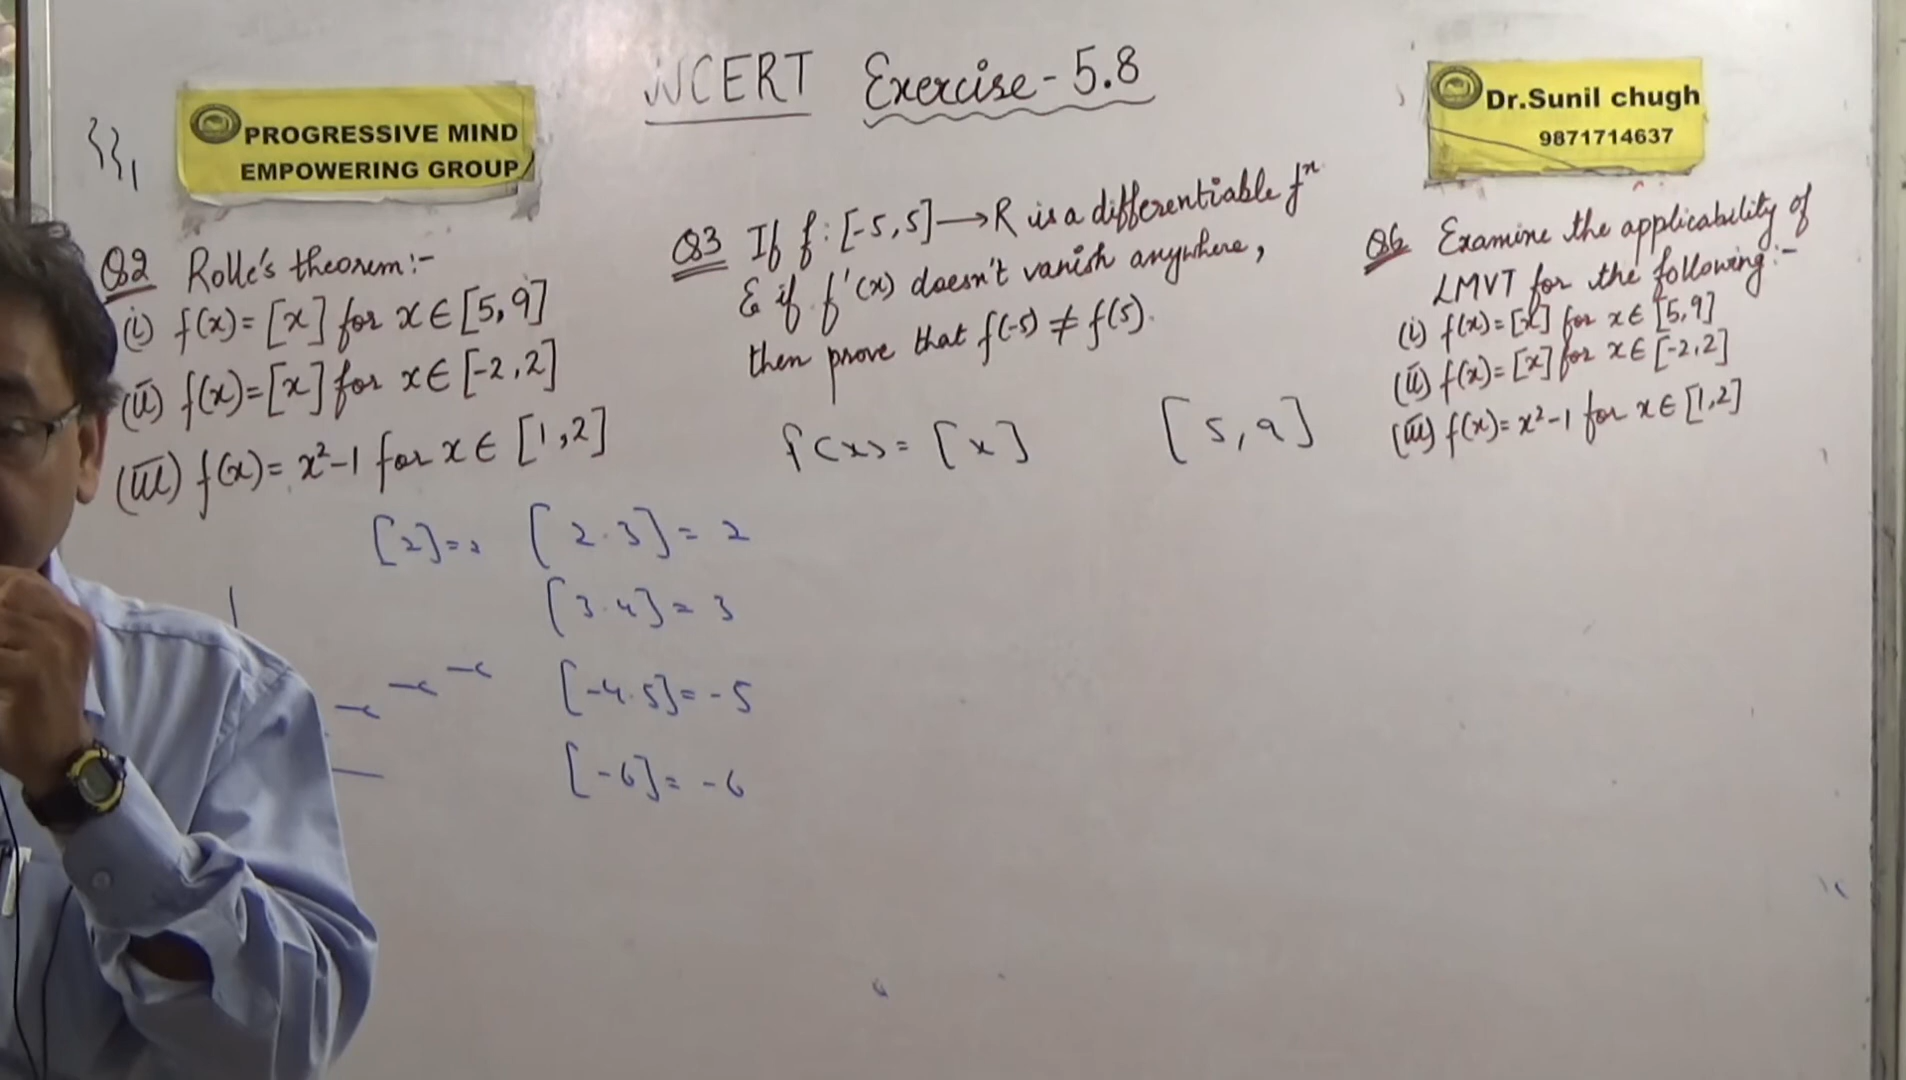 NCERT Exercise - 5.8
PROGRESSIVE MIND
EMPOWERING GROUP
Dr.Sunil chugh
9871714637
Q2 Rolle's theorem:-
(i) f(x)= [x] for x ∈ [5,9]
(ii) f(x)=[x] for x ∈ [-2,2]
(iii) f(x)= x²-1 for x ∈ [1,2]
Q3 If f: [-5,5] → R is a differentiable fⁿ
& if f'(x) doesn't vanish anywhere,
then prove that f(-5) ≠ f(5).
Q6 Examine the applicability of
LMVT for the following:-
(i) f(x)=[x] for x ∈ [5,9]
(ii) f(x)=[x] for x ∈ [-2,2]
(iii) f(x)= x²-1 for x ∈ [1,2]
f(x)= [x] [5,9]
[2]=2 [2.3]= 2
[3.4]= 3
[-4.5]= -5
[-6]= -6